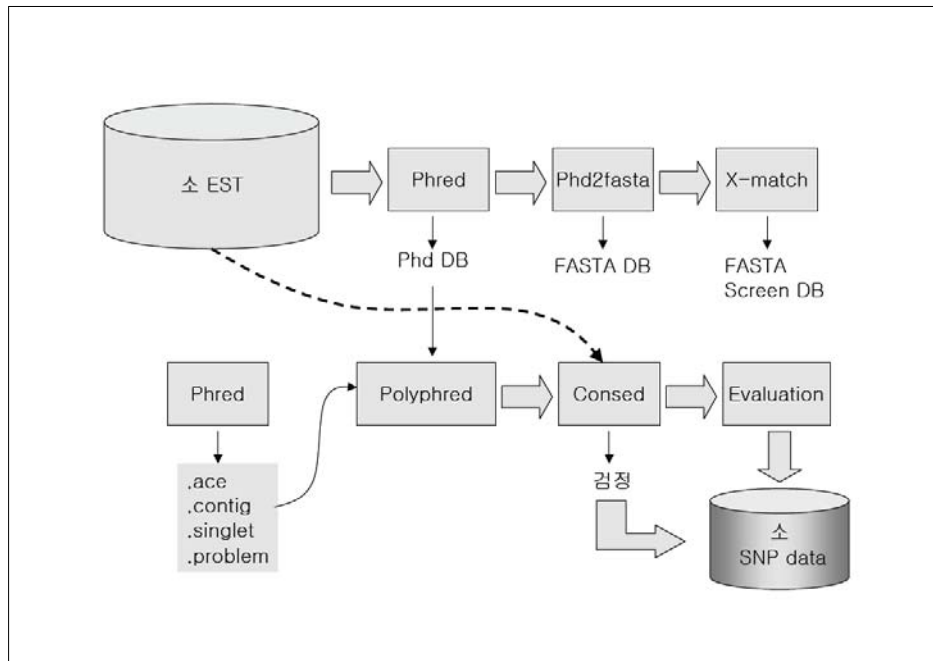 소 EST
Phred
Phd2fasta
X-match
Phd DB
FASTA DB
FASTA
Screen DB
Phred
Polyphred
Consed
Evaluation
.ace
.contig
.singlet
.problem
검정
소
SNP data